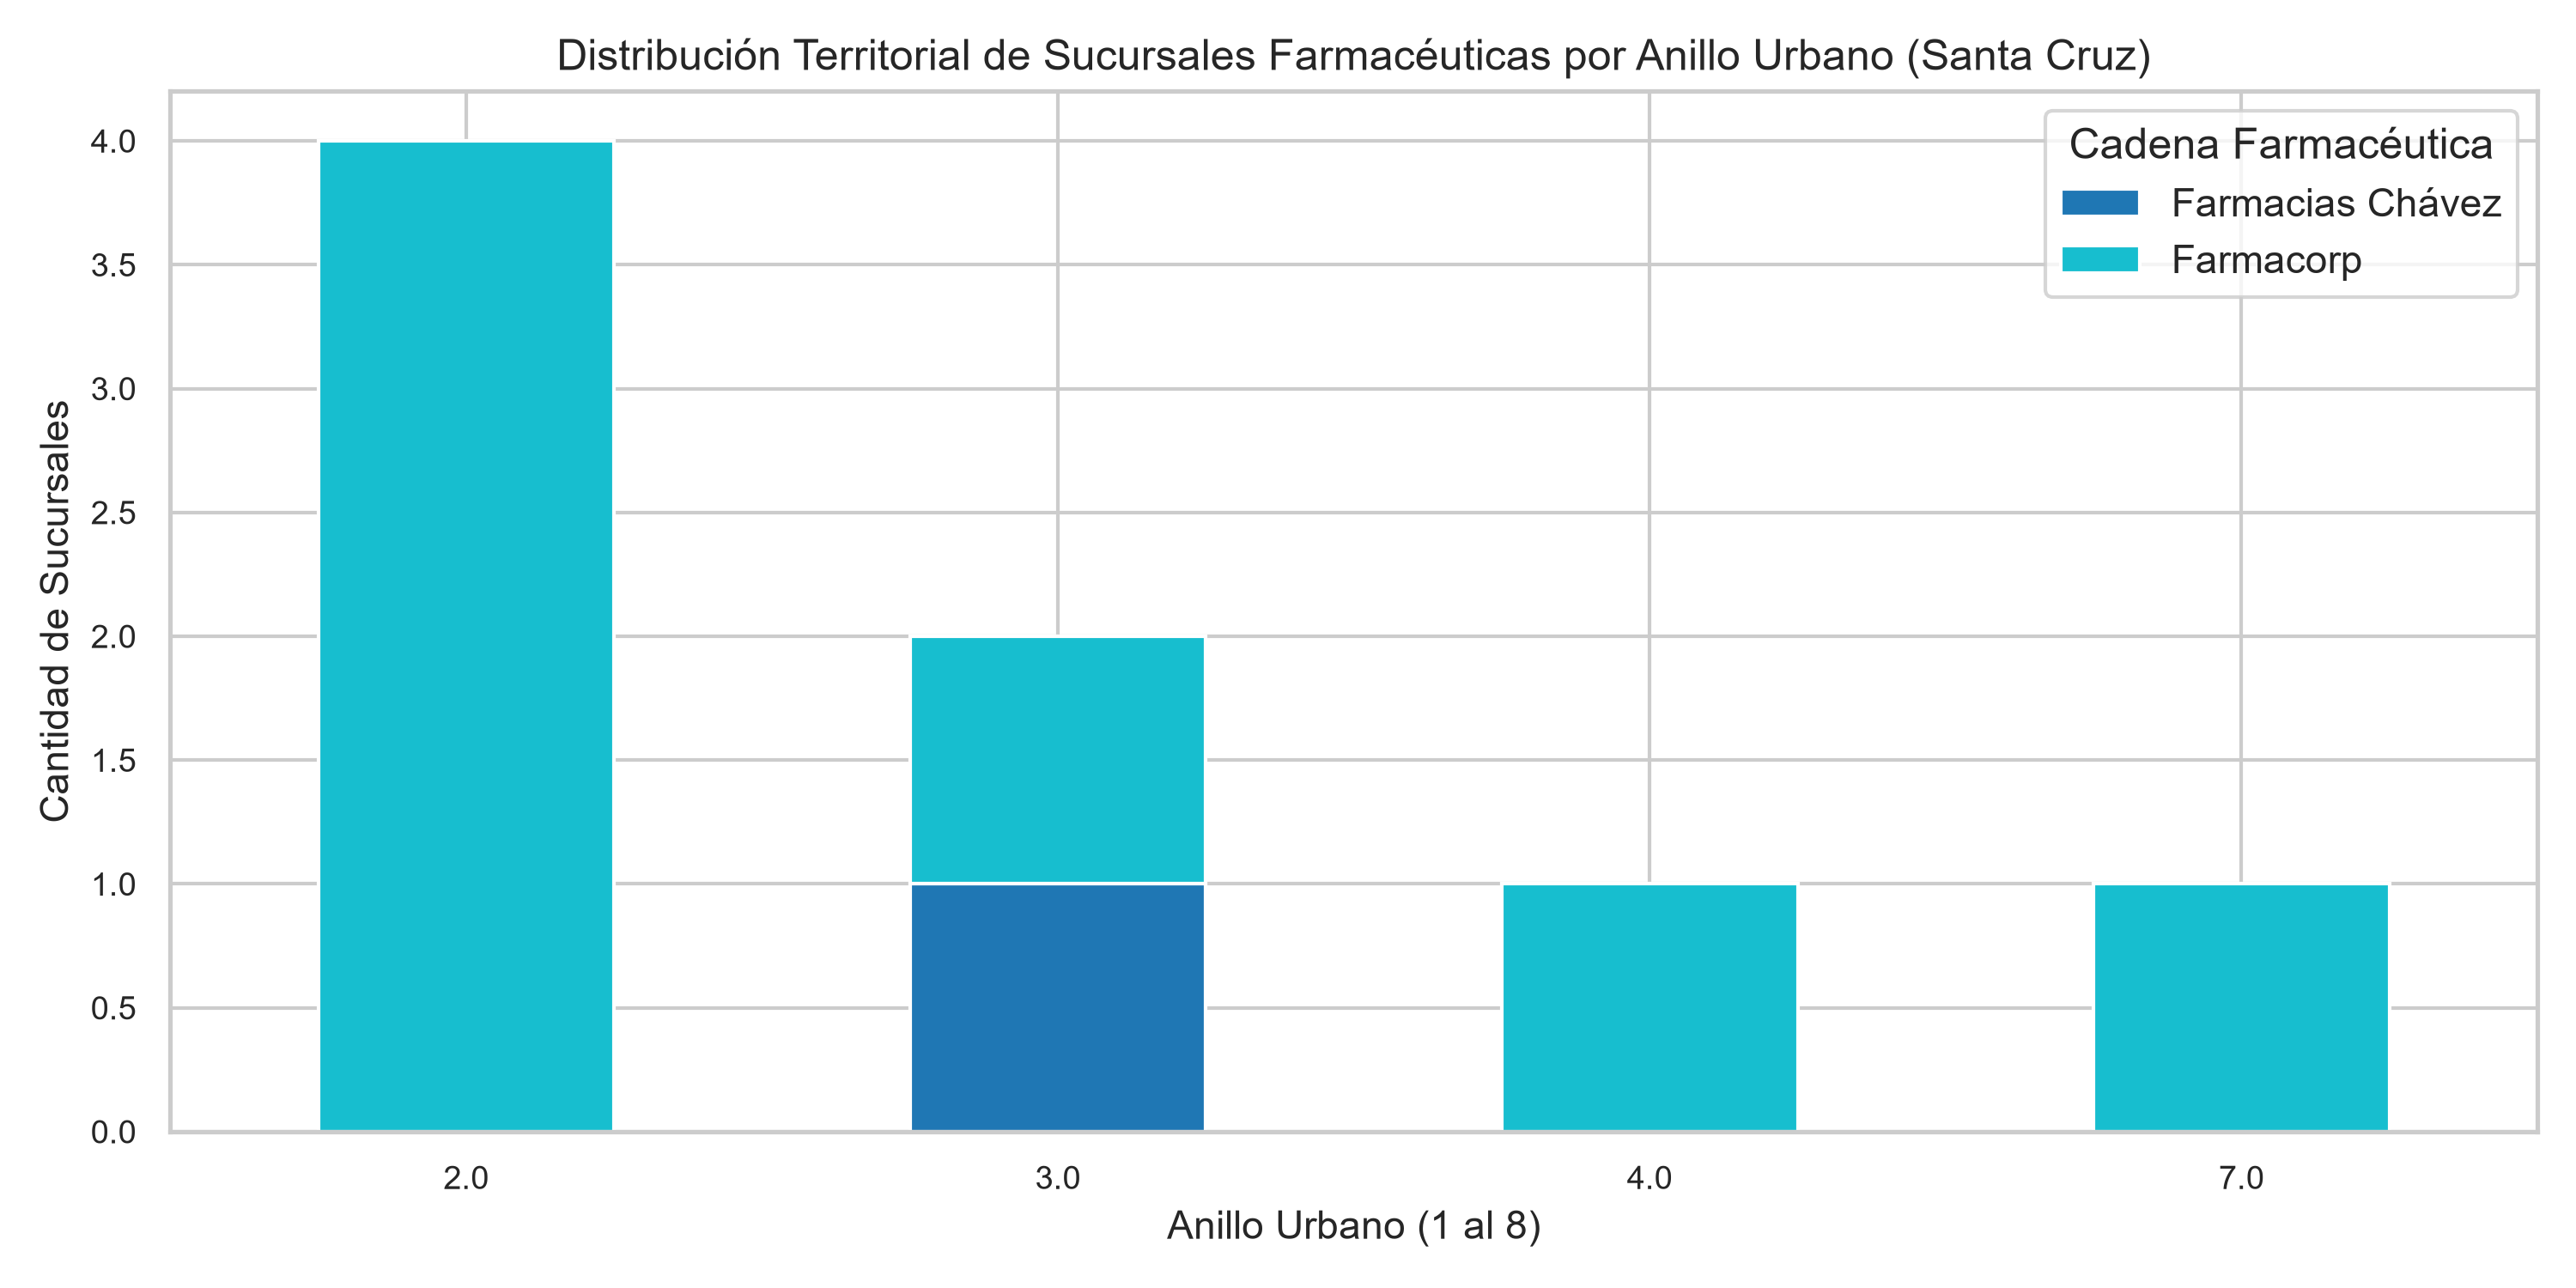 Distribución Territorial de Sucursales Farmacéuticas por Anillo Urbano (Santa Cruz)
Cadena Farmacéutica
Farmacias Chávez
Farmacorp
Cantidad de Sucursales
4.0
3.5
3.0
2.5
2.0
1.5
1.0
0.5
0.0
2.0
3.0
4.0
7.0
Anillo Urbano (1 al 8)